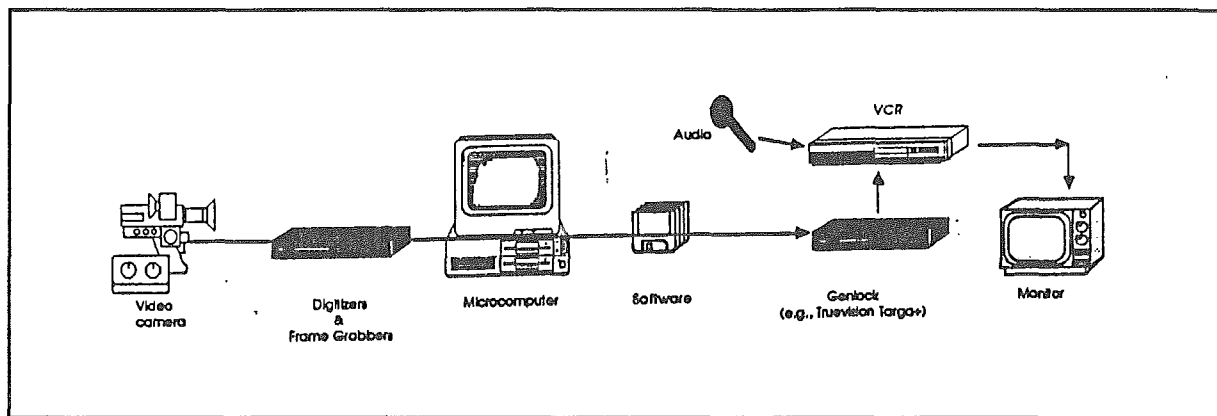 Audio
VCR
Video
camera
Digitizers
&
Frame Grabbers
Microcomputer
Software
Genlock
(e.g., Truevision Targa+)
Monitor